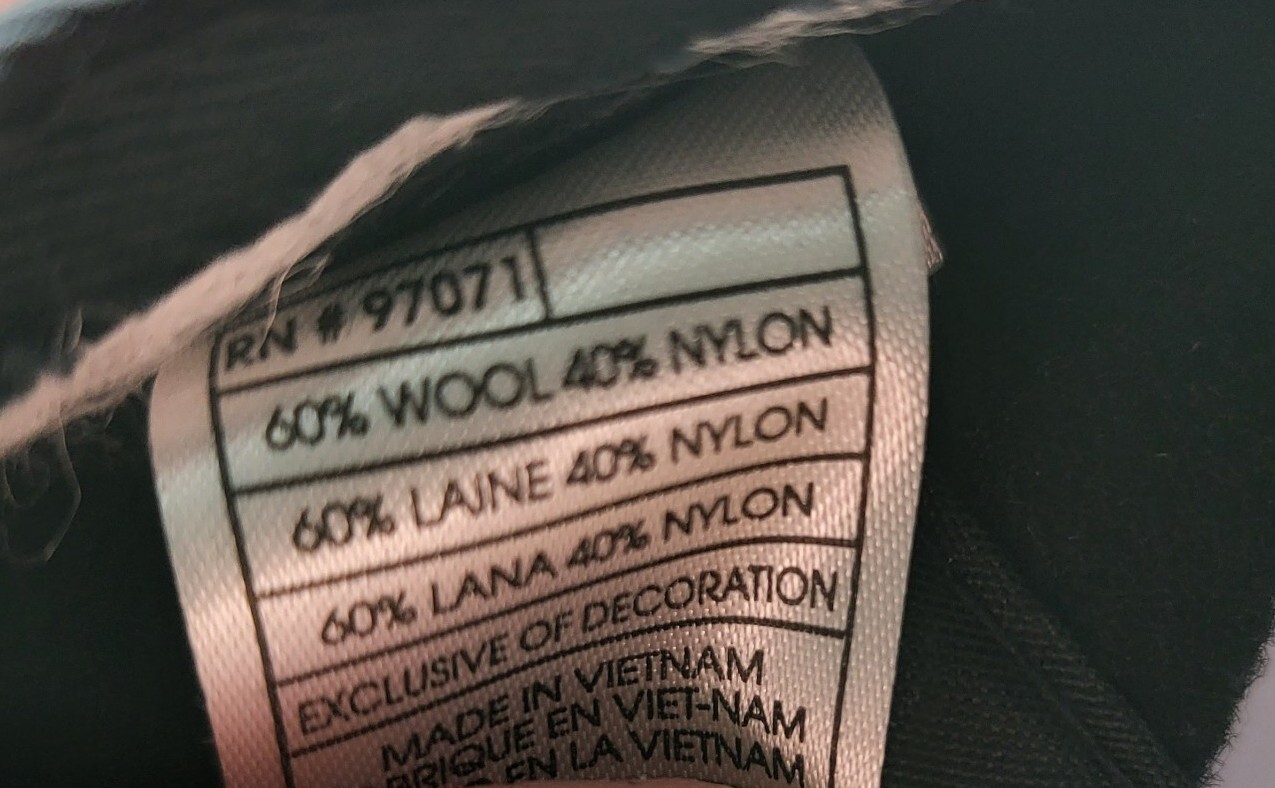 RN # 97071
60% WOOL 40% NYLON
60% LAINE 40% NYLON
60% LANA 40% NYLON
EXCLUSIVE OF DECORATION
MADE IN VIETNAM
BRIQUE EN VIET-NAM
EN LA VIETNAM